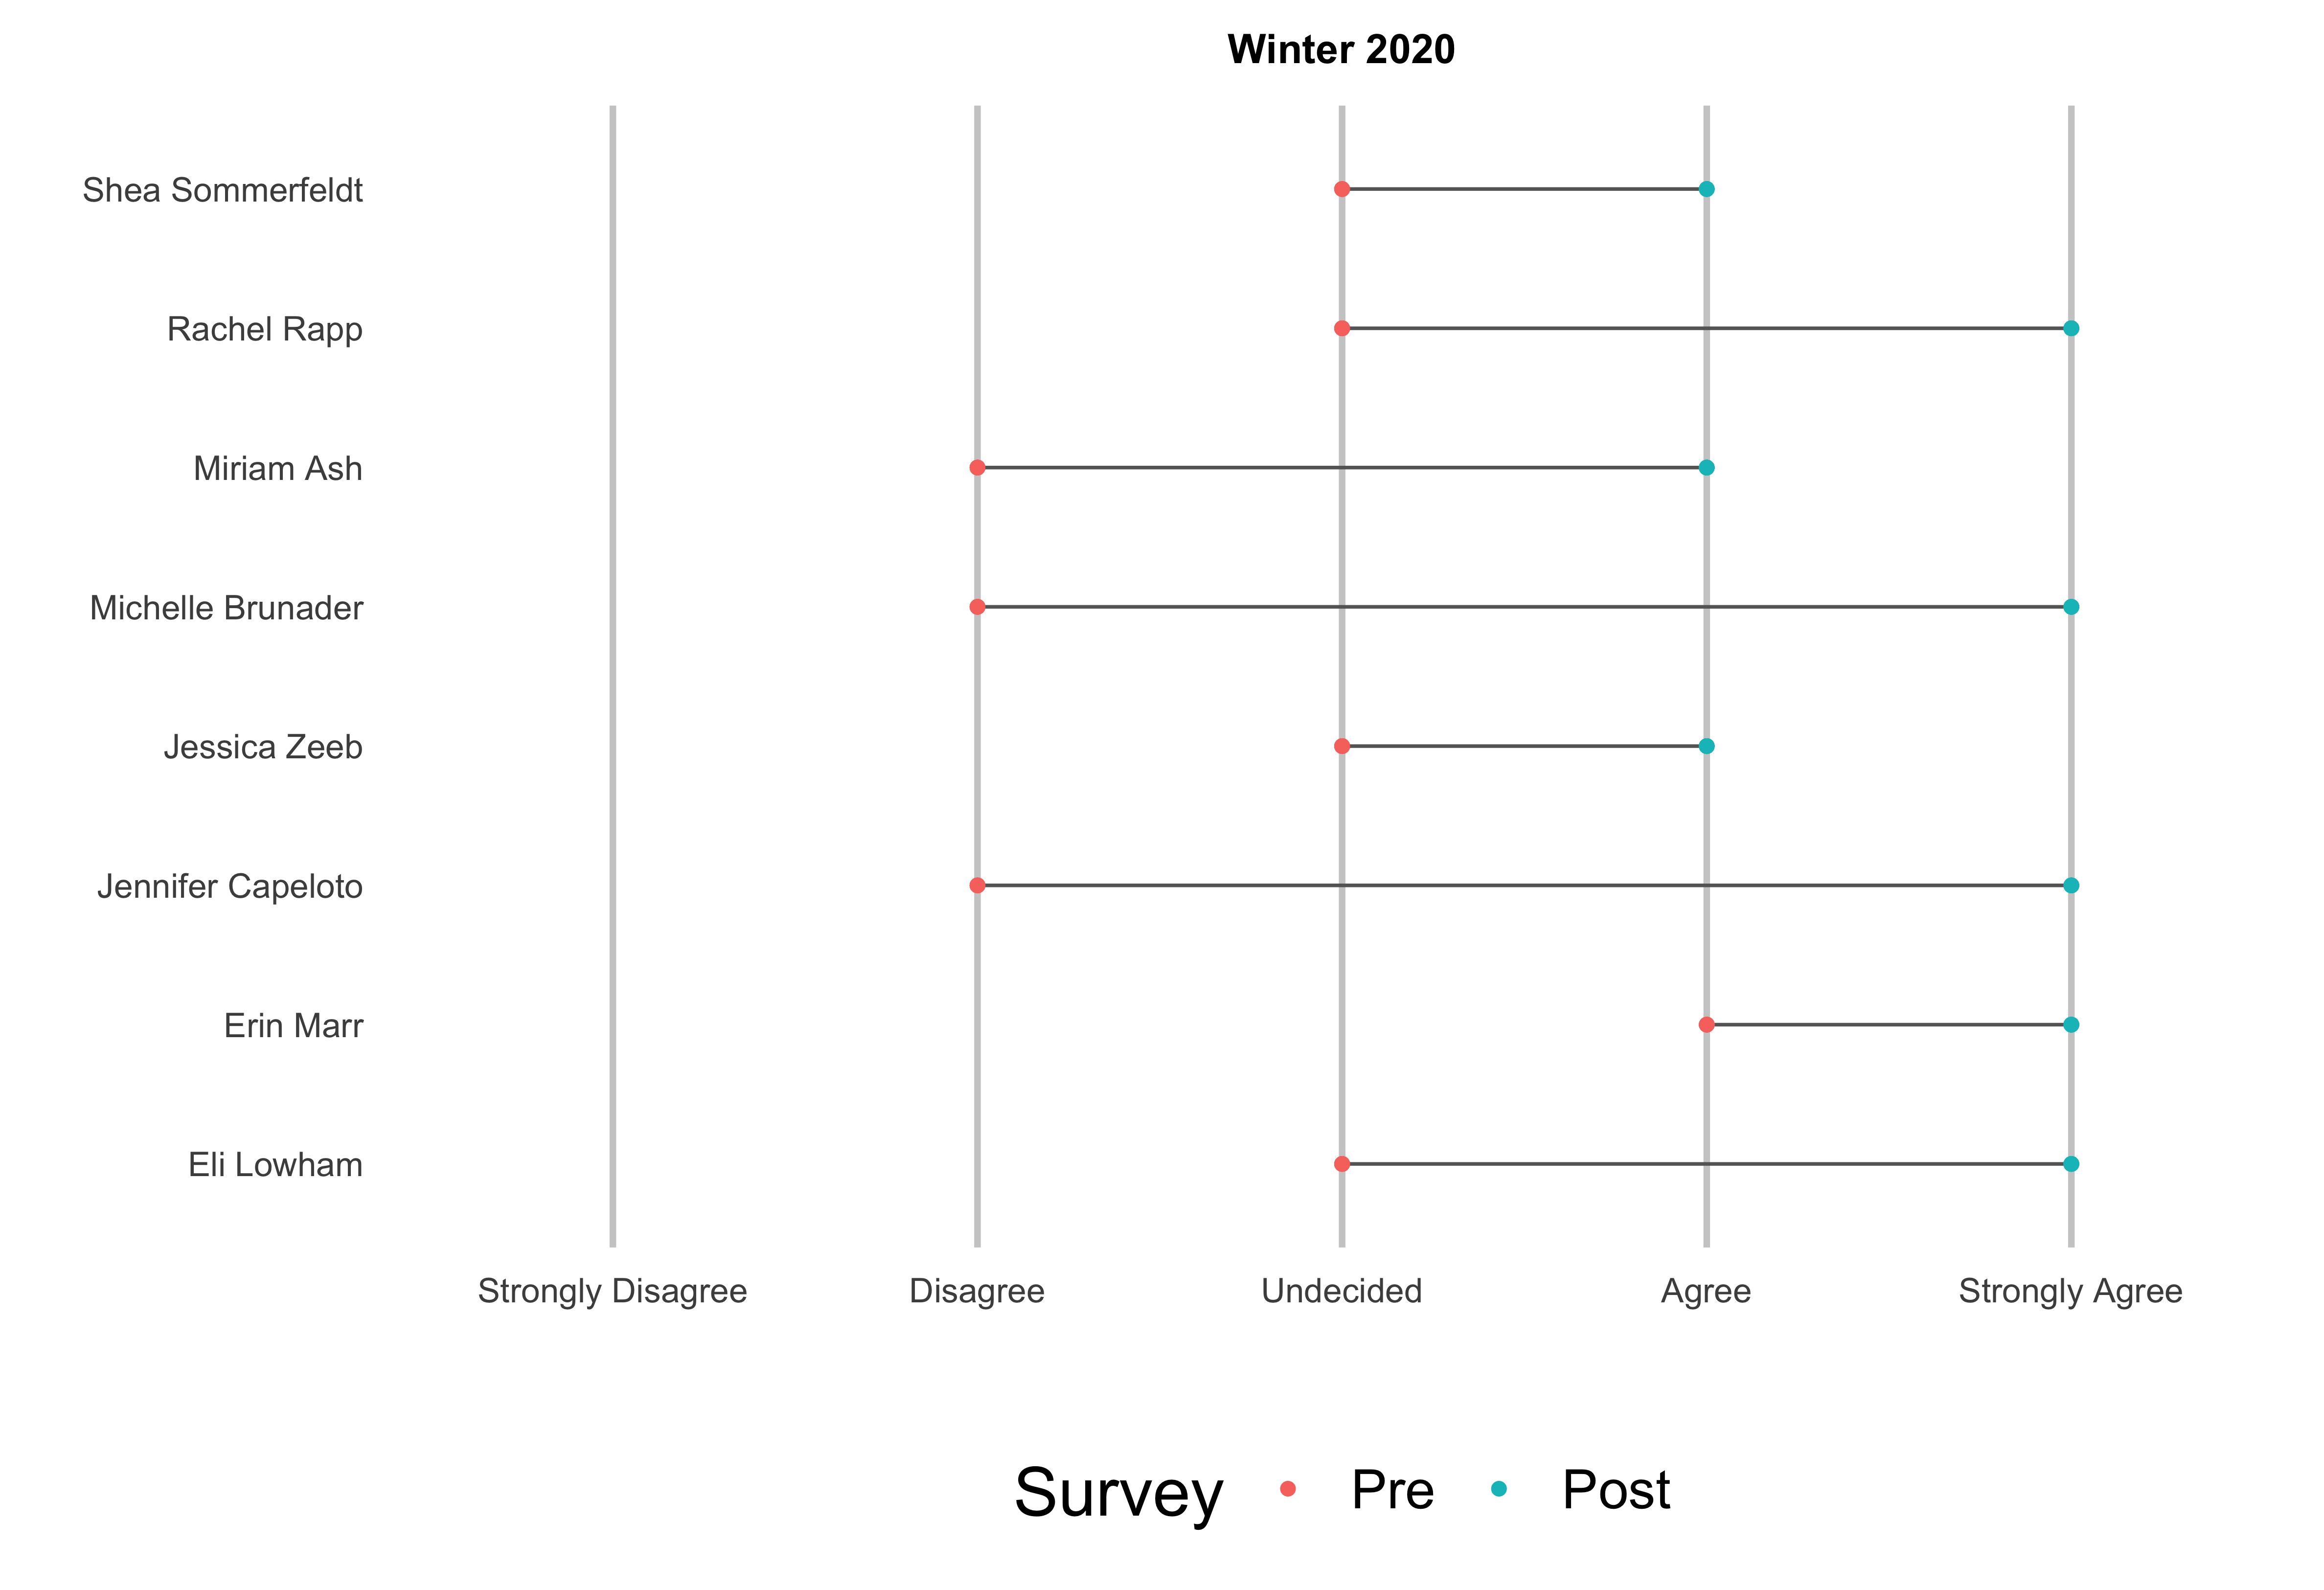 Winter 2020
Shea Sommerfeldt
Rachel Rapp
Miriam Ash
Michelle Brunader
Jessica Zeeb
Jennifer Capeloto
Erin Marr
Eli Lowham
Strongly Disagree Disagree Undecided Agree Strongly Agree
Survey Pre Post